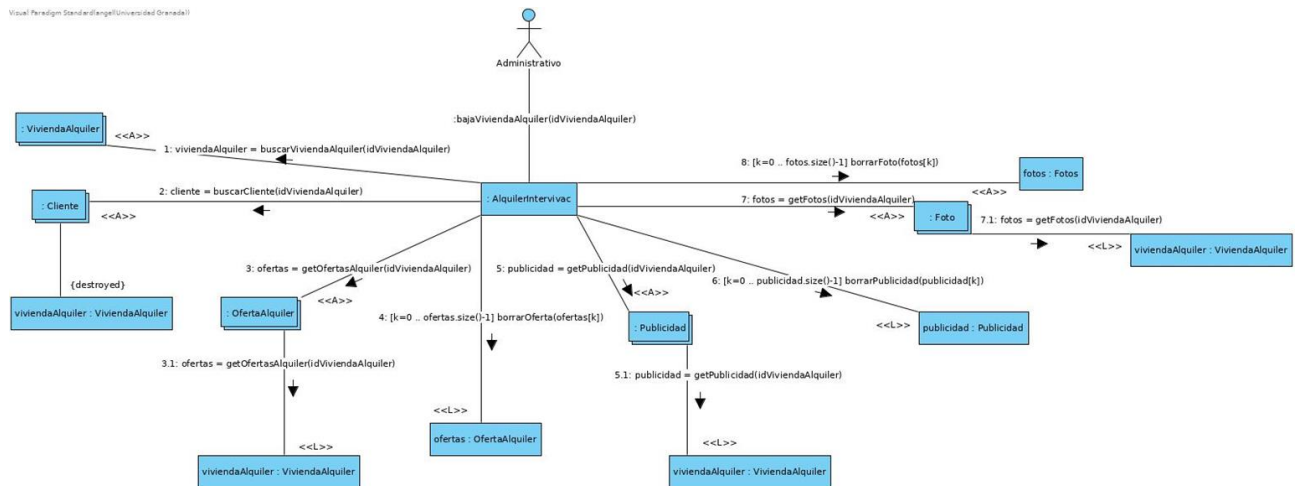 Visual Paradigm Standard(angel(Universidad Granada))
Administrativo
:bajaViviendaAlquiler(idViviendaAlquiler)
: ViviendaAlquiler
<<A>>
1: viviendaAlquiler = buscarViviendaAlquiler(idViviendaAlquiler)
8: [k=0 .. fotos.size()-1] borrarFoto(fotos[k])
fotos : Fotos
<<A>>
2: cliente = buscarCliente(idViviendaAlquiler)
: Cliente
<<A>>
: AlquilerIntervivac
7: fotos = getFotos(idViviendaAlquiler)
<<A>>
: Foto
7.1: fotos = getFotos(idViviendaAlquiler)
<<L>>
viviendaAlquiler : ViviendaAlquiler
3: ofertas = getOfertasAlquiler(idViviendaAlquiler)
5: publicidad = getPublicidad(idViviendaAlquiler)
6: [k=0 .. publicidad.size()-1] borrarPublicidad(publicidad[k])
{destroyed}
<<A>>
<<A>>
viviendaAlquiler : ViviendaAlquiler
: OfertaAlquiler
4: [k=0 .. ofertas.size()-1] borrarOferta(ofertas[k])
: Publicidad
<<L>>
publicidad : Publicidad
3.1: ofertas = getOfertasAlquiler(idViviendaAlquiler)
5.1: publicidad = getPublicidad(idViviendaAlquiler)
<<L>>
ofertas : OfertaAlquiler
<<L>>
<<L>>
viviendaAlquiler : ViviendaAlquiler
viviendaAlquiler : ViviendaAlquiler